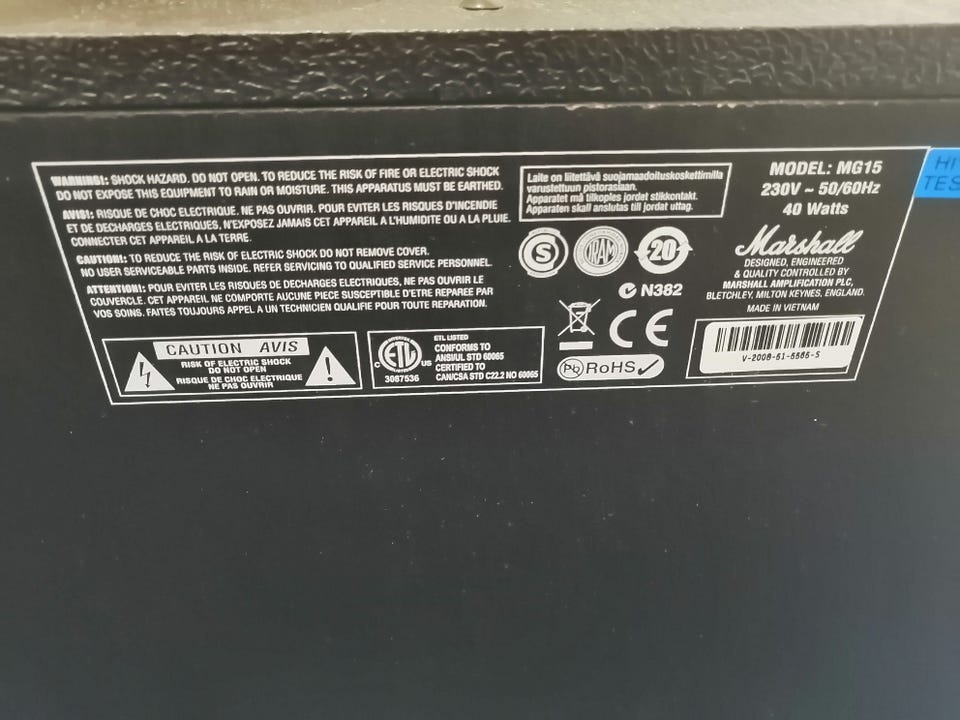 WARNING!: SHOCK HAZARD. DO NOT OPEN. TO REDUCE THE RISK OF FIRE OR ELECTRIC SHOCK
DO NOT EXPOSE THIS EQUIPMENT TO RAIN OR MOISTURE. THIS APPARATUS MUST BE EARTHED.
AVIS!: RISQUE DE CHOC ELECTRIQUE. NE PAS OUVRIR. POUR EVITER LES RISQUES D'INCENDIE
ET DE DECHARGES ELECTRIQUES, N'EXPOSEZ JAMAIS CET APPAREIL A L'HUMIDITE OU A LA PLUIE.
CONNECTER CET APPAREIL A LA TERRE.
CAUTION!: TO REDUCE THE RISK OF ELECTRIC SHOCK DO NOT REMOVE COVER.
NO USER SERVICEABLE PARTS INSIDE. REFER SERVICING TO QUALIFIED SERVICE PERSONNEL.
ATTENTION!: POUR EVITER LES RISQUES DE DECHARGES ELECTRIQUES, NE PAS OUVRIR LE
COUVERCLE. CET APPAREIL NE COMPORTE AUCUNE PIECE SUSCEPTIBLE D'ETRE REPAREE PAR
VOS SOINS. FAITES TOUJOURS APPEL A UN TECHNICIEN QUALIFIE POUR TOUTE REPARATION.
CAUTION AVIS
RISK OF ELECTRIC SHOCK
DO NOT OPEN
RISQUE DE CHOC ELECTRIQUE
NE PAS OUVRIR
!
ETL
C US
3087536
ETL LISTED
CONFORMS TO
ANSI/UL STD 60065
CERTIFIED TO
CAN/CSA STD C22.2 NO 60065
Laite on liitettävä suojamaadoituskoskettimilla
varustettuun pistorasiaan.
Apparatet må tilkoples jordet stikkontakt.
Apparaten skall anslutas till jordat uttag.
S
IRAM
20
N382
CE
Pb RoHS
MODEL: MG15
230V ~ 50/60Hz
40 Watts
Marshall
DESIGNED, ENGINEERED
& QUALITY CONTROLLED BY
MARSHALL AMPLIFICATION PLC,
BLETCHLEY, MILTON KEYNES, ENGLAND.
MADE IN VIETNAM
HI
TES